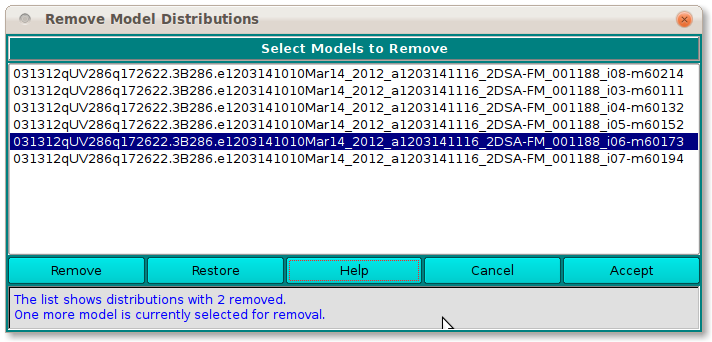 Remove Model Distributions
Select Models to Remove
031312qUV286q172622.3B286.e1203141010Mar14_2012_a1203141116_2DSA-FM_001188_i08-m60214
031312qUV286q172622.3B286.e1203141010Mar14_2012_a1203141116_2DSA-FM_001188_i03-m60111
031312qUV286q172622.3B286.e1203141010Mar14_2012_a1203141116_2DSA-FM_001188_i04-m60132
031312qUV286q172622.3B286.e1203141010Mar14_2012_a1203141116_2DSA-FM_001188_i05-m60152
031312qUV286q172622.3B286.e1203141010Mar14_2012_a1203141116_2DSA-FM_001188_i06-m60173
031312qUV286q172622.3B286.e1203141010Mar14_2012_a1203141116_2DSA-FM_001188_i07-m60194
Remove Restore Help Cancel Accept
The list shows distributions with 2 removed.
One more model is currently selected for removal.